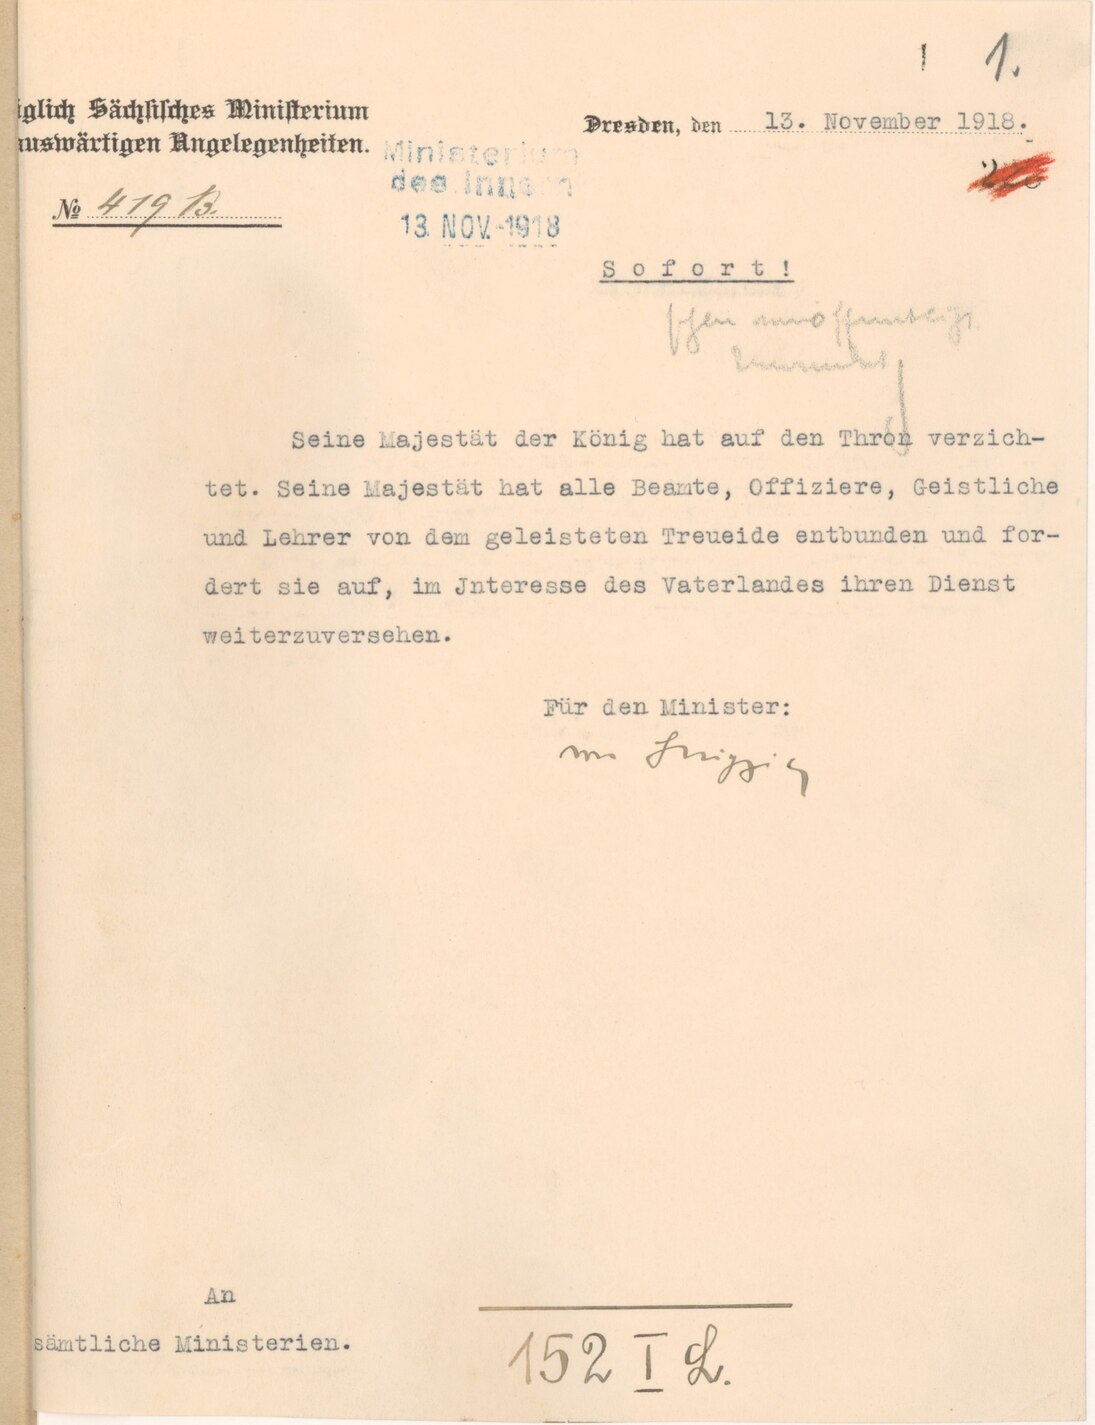 1.
iglich Sächsisches Ministerium
auswärtigen Angelegenheiten.
Dresden, den 13. November 1918.
Ministerium
des Innern
13. NOV. 1918
№ 419 B.
Sofort!
Seine Majestät der König hat auf den Thron verzich-
tet. Seine Majestät hat alle Beamte, Offiziere, Geistliche
und Lehrer von dem geleisteten Treueide entbunden und for-
dert sie auf, im Jnteresse des Vaterlandes ihren Dienst
weiterzuversehen.
Für den Minister:
An
sämtliche Ministerien.
152 I L.